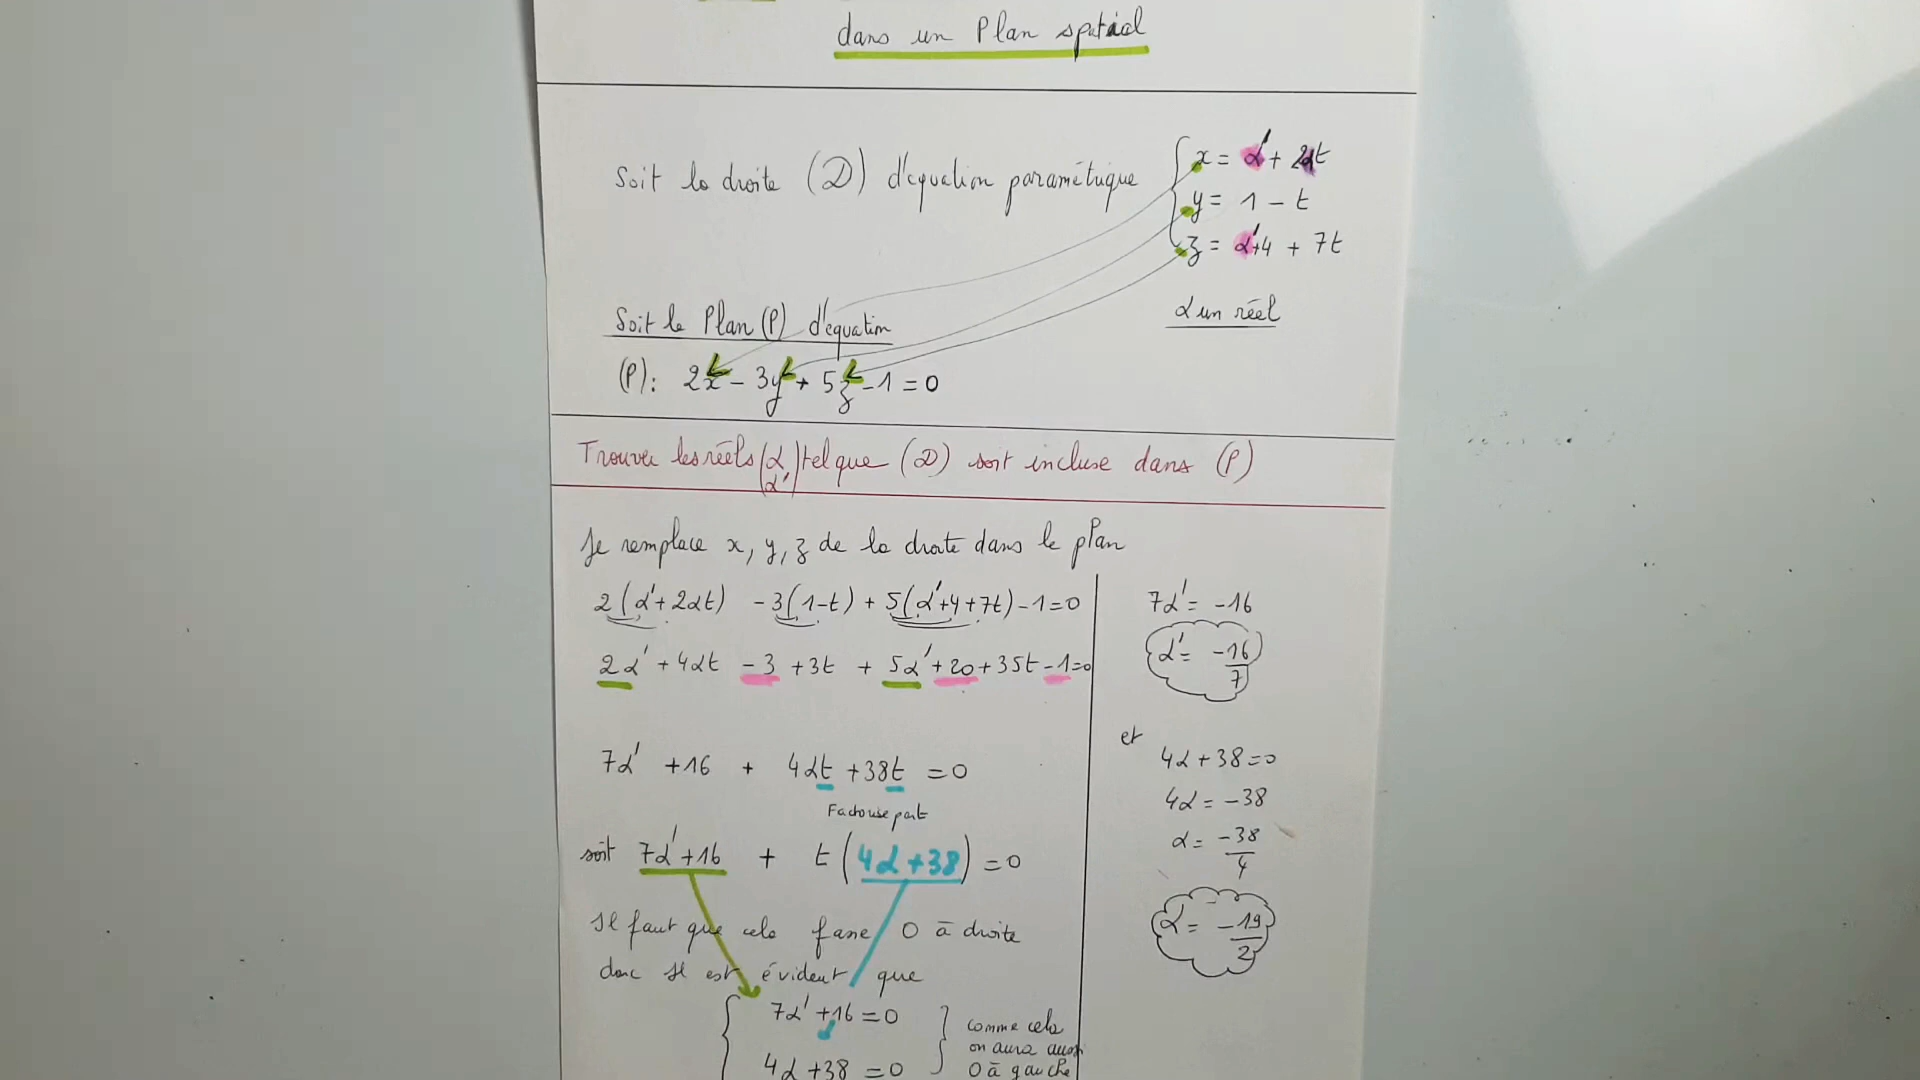 dans un Plan spatial
Soit la droite (D) d'équation paramétrique
x = α' + 2αt
y = 1 - t
z = α'+4 + 7t
α un réel
Soit le Plan (P) d'équation
(P): 2x - 3y + 5z - 1 = 0
Trouver les réels (α, α') tel que (D) soit incluse dans (P)
Je remplace x, y, z de la droite dans le plan
2(α'+2αt) - 3(1-t) + 5(α'+4+7t) - 1 = 0
2α' + 4αt - 3 + 3t + 5α' + 20 + 35t - 1 = 0
7α' + 16 + 4αt + 38t = 0
Factorise par t
soit 7α'+16 + t(4α+38) = 0
Il faut que cela fasse 0 à droite
donc il est évident que
7α' + 16 = 0
4α + 38 = 0
comme cela
on aura aussi
0 à gauche
7α' = -16
α' = -16/7
et
4α + 38 = 0
4α = -38
α = -38/4
α = -19/2